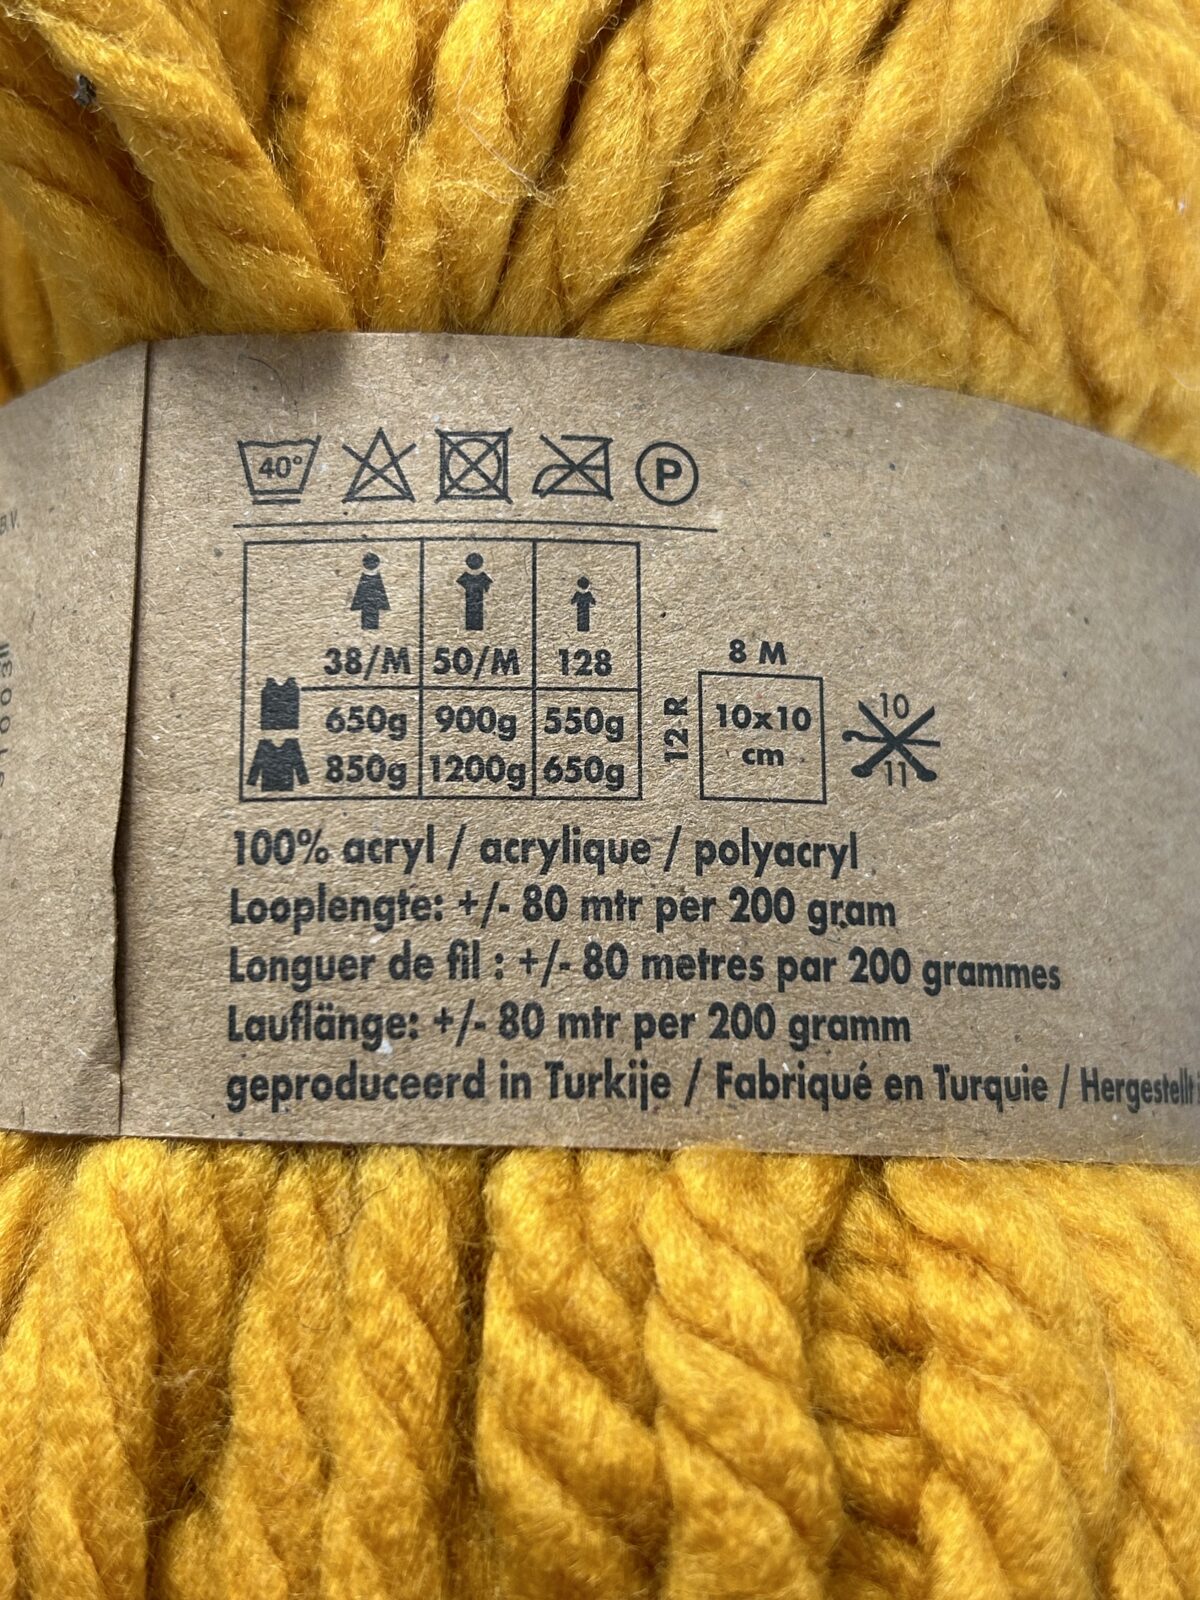 40°
P
38/M 50/M 128
650g 900g 550g
850g 1200g 650g
8 M
12 R
10x10
cm
10
11
100% acryl / acrylique / polyacryl
Looplengte: +/- 80 mtr per 200 gram
Longuer de fil : +/- 80 metres par 200 grammes
Lauflänge: +/- 80 mtr per 200 gramm
geproduceerd in Turkije / Fabriqué en Turquie / Hergestellt
B.V.